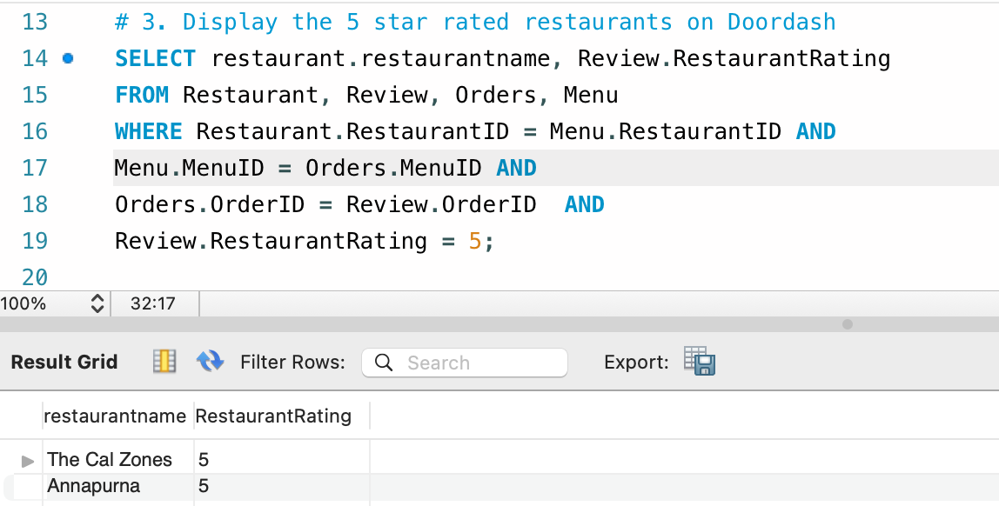 13 # 3. Display the 5 star rated restaurants on Doordash
14 SELECT restaurant.restaurantname, Review.RestaurantRating
15 FROM Restaurant, Review, Orders, Menu
16 WHERE Restaurant.RestaurantID = Menu.RestaurantID AND
17 Menu.MenuID = Orders.MenuID AND
18 Orders.OrderID = Review.OrderID  AND
19 Review.RestaurantRating = 5;
20
100% 32:17
Result Grid Filter Rows: Search Export:
restaurantname RestaurantRating
The Cal Zones 5
Annapurna 5